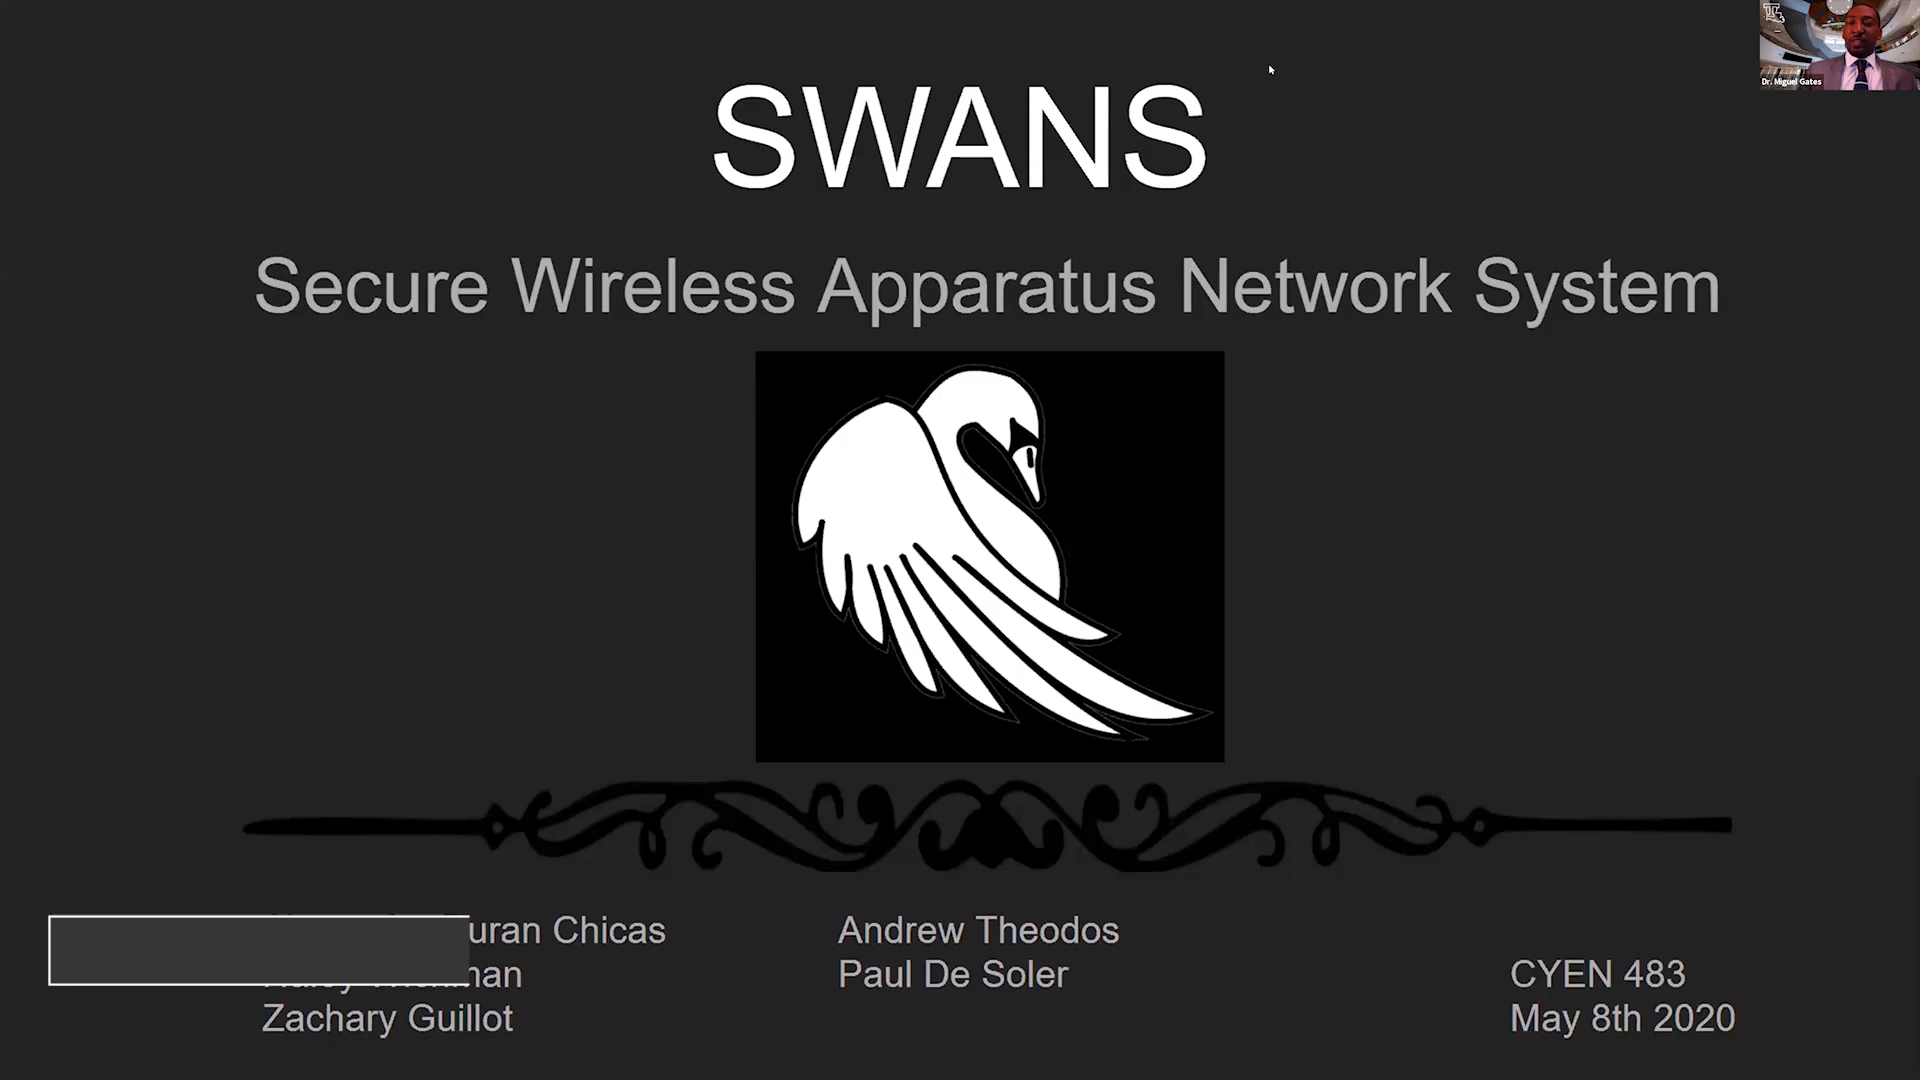 Dr. Miguel Gates
SWANS
Secure Wireless Apparatus Network System
Chicas
Andrew Theodos
Paul De Soler
Zachary Guillot
CYEN 483
May 8th 2020